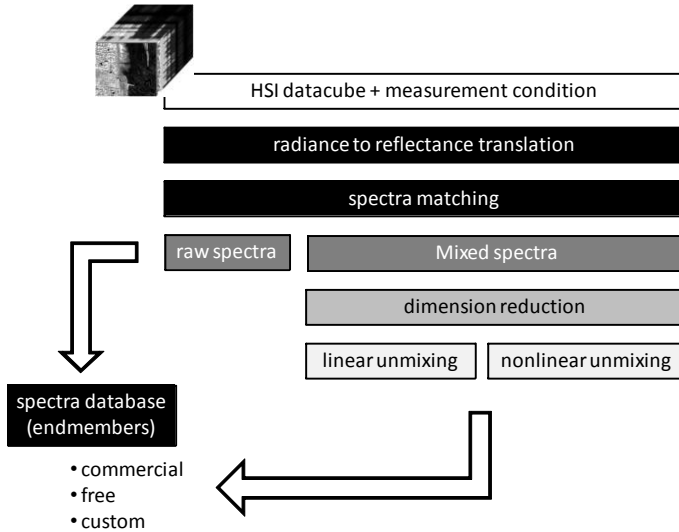 HSI datacube + measurement condition
radiance to reflectance translation
spectra matching
raw spectra
Mixed spectra
dimension reduction
linear unmixing
nonlinear unmixing
spectra database
(endmembers)
• commercial
• free
• custom